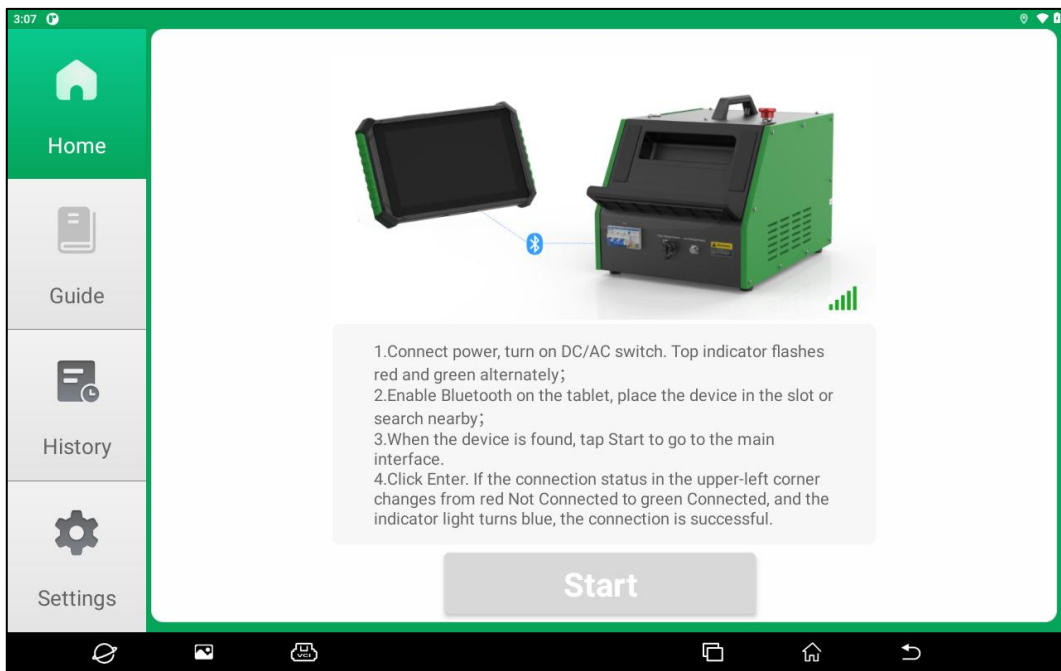 3:07
Home
Guide
History
Settings
1.Connect power, turn on DC/AC switch. Top indicator flashes
red and green alternately;
2.Enable Bluetooth on the tablet, place the device in the slot or
search nearby;
3.When the device is found, tap Start to go to the main
interface.
4.Click Enter. If the connection status in the upper-left corner
changes from red Not Connected to green Connected, and the
indicator light turns blue, the connection is successful.
Start
VCI